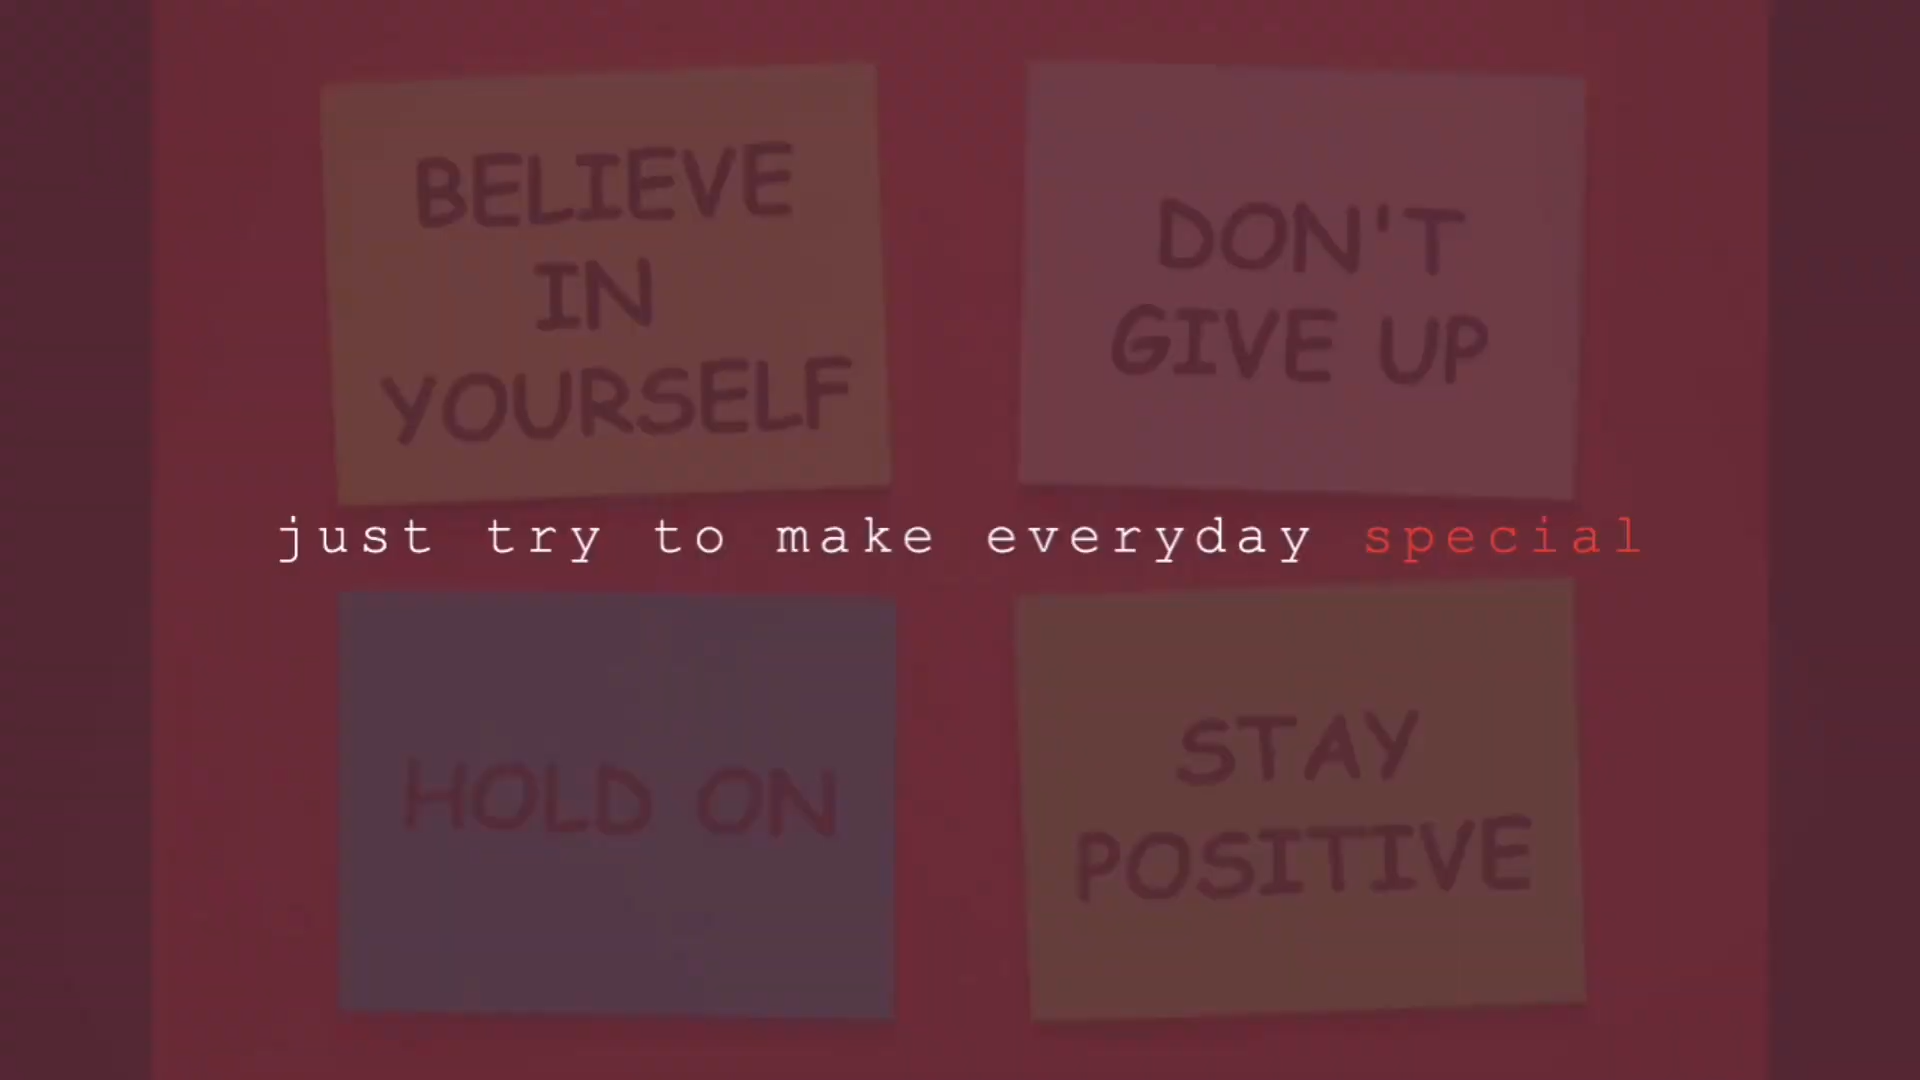 BELIEVE
IN
YOURSELF
DON'T
GIVE UP
just try to make everyday special
HOLD ON
STAY
POSITIVE